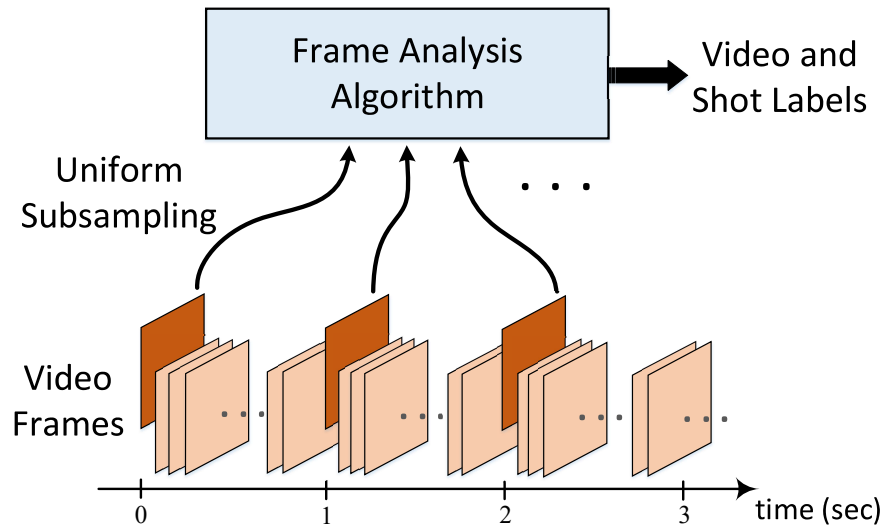 Frame Analysis
Algorithm
Video and
Shot Labels
Uniform
Subsampling
. . .
Video
Frames
0
1
2
3
time (sec)